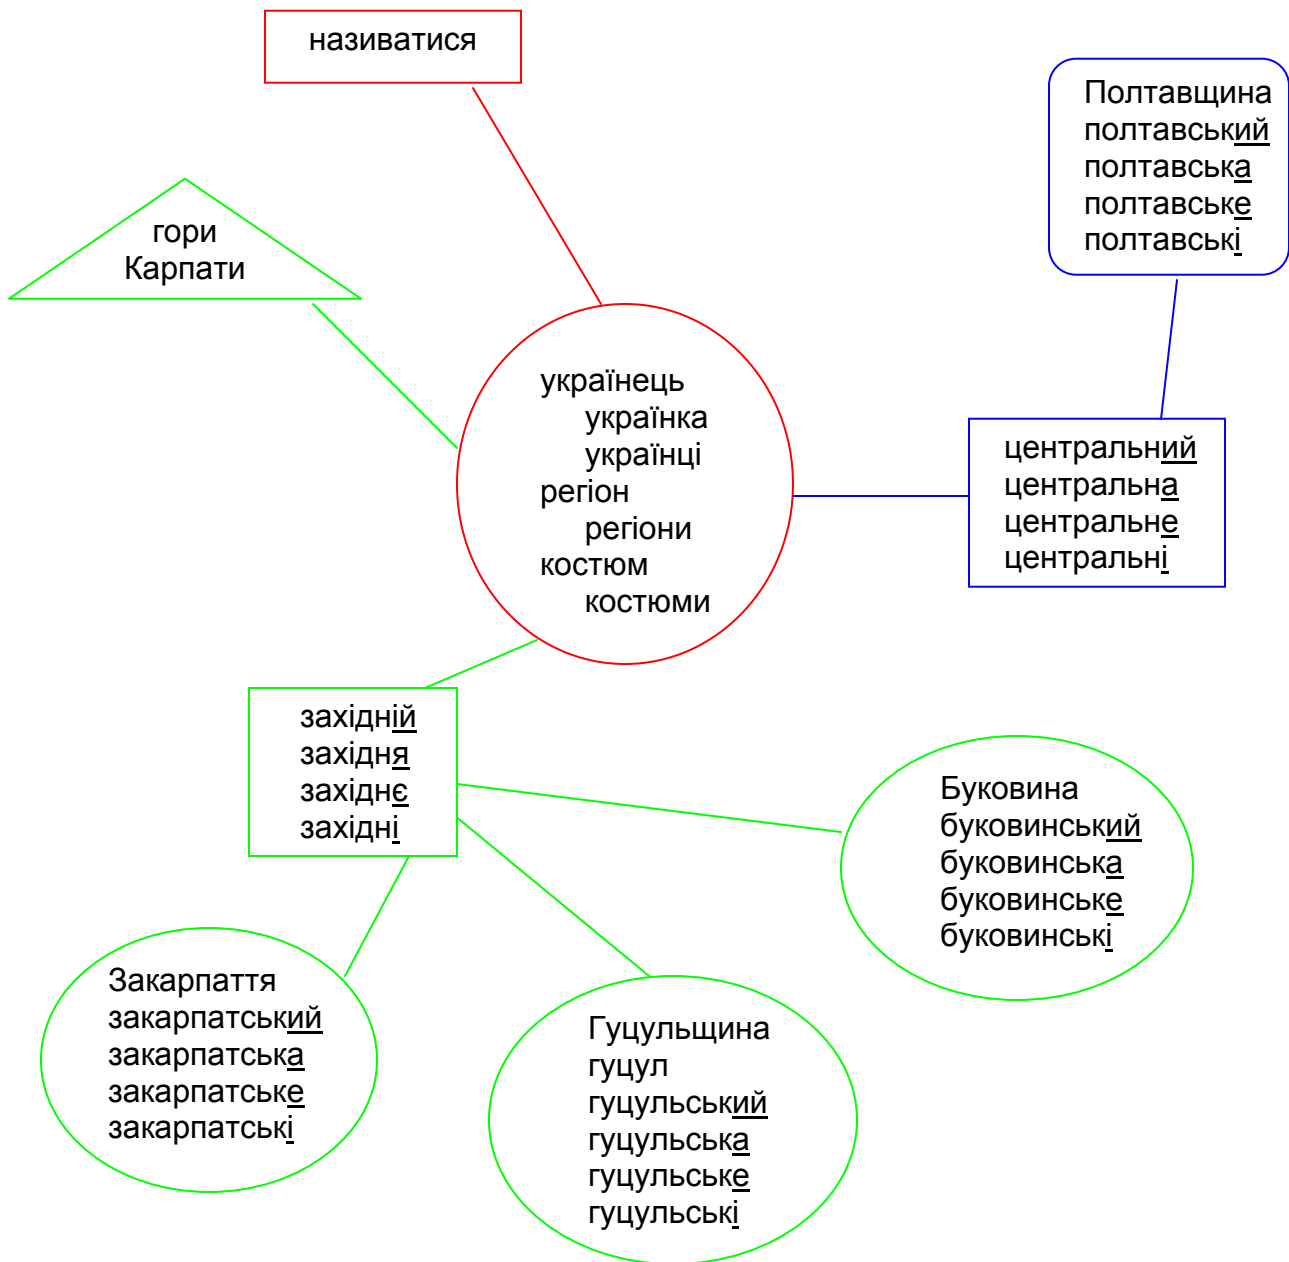 називатися
Полтавщина
полтавський
полтавська
полтавське
полтавські
гори
Карпати
українець
українка
українці
регіон
регіони
костюм
костюми
центральний
центральна
центральне
центральні
західній
західня
західнє
західні
Буковина
буковинський
буковинська
буковинське
буковинські
Закарпаття
закарпатський
закарпатська
закарпатське
закарпатські
Гуцульщина
гуцул
гуцульський
гуцульська
гуцульське
гуцульські